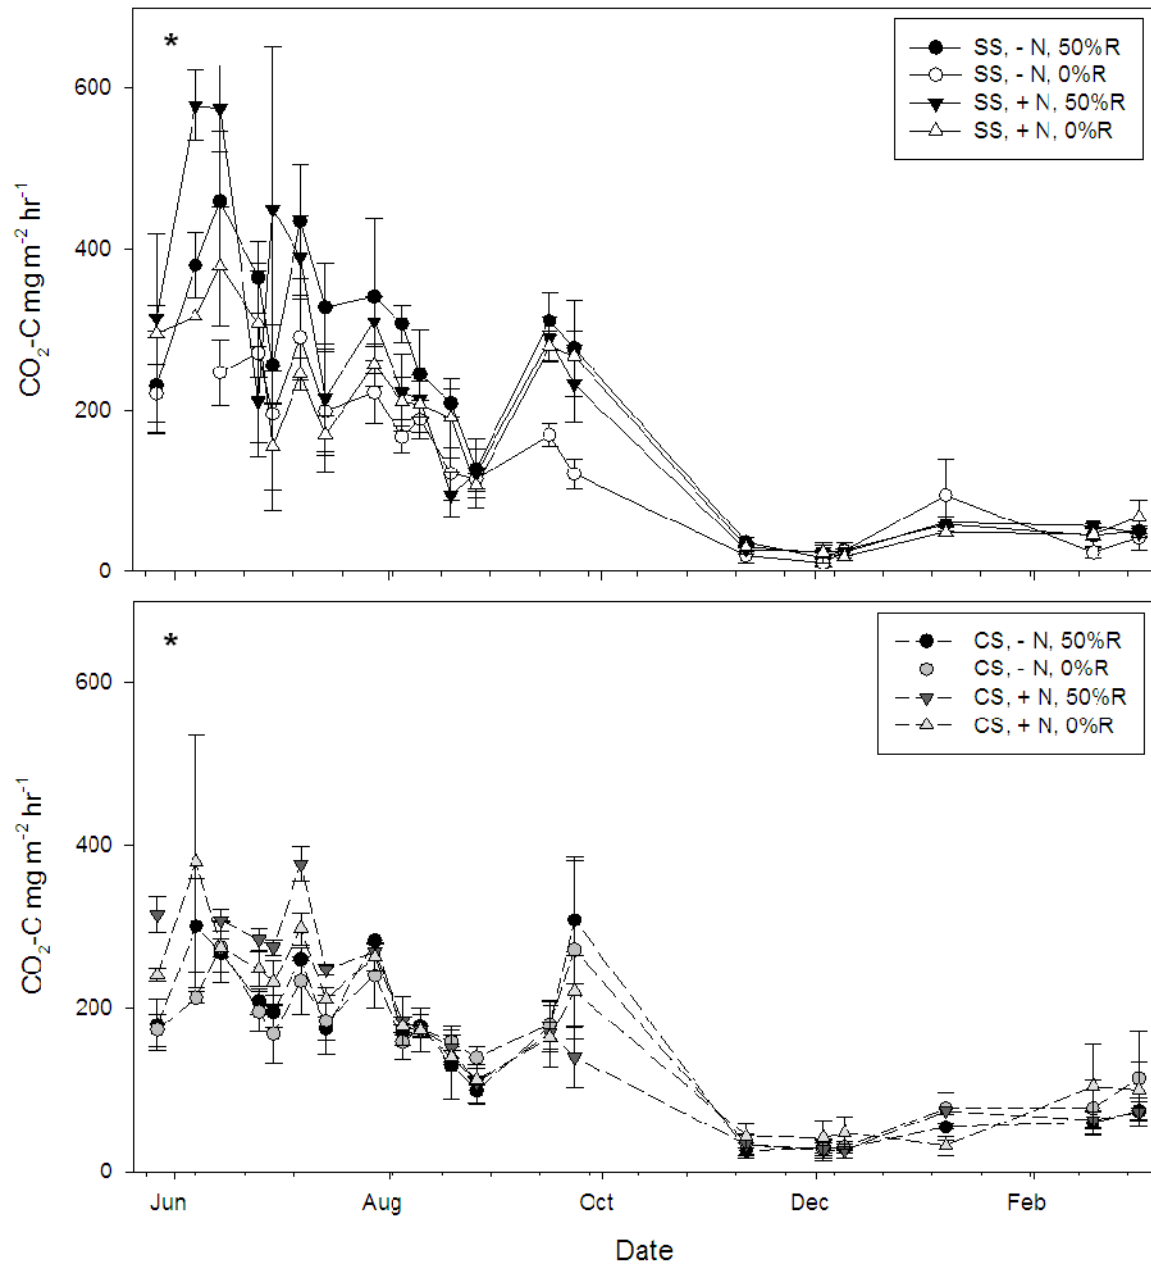 *
SS, - N, 50%R
SS, - N, 0%R
SS, + N, 50%R
SS, + N, 0%R
600
400
200
0
CO₂-C mg m⁻² hr⁻¹
*
CS, - N, 50%R
CS, - N, 0%R
CS, + N, 50%R
CS, + N, 0%R
600
400
200
0
CO₂-C mg m⁻² hr⁻¹
Jun Aug Oct Dec Feb
Date